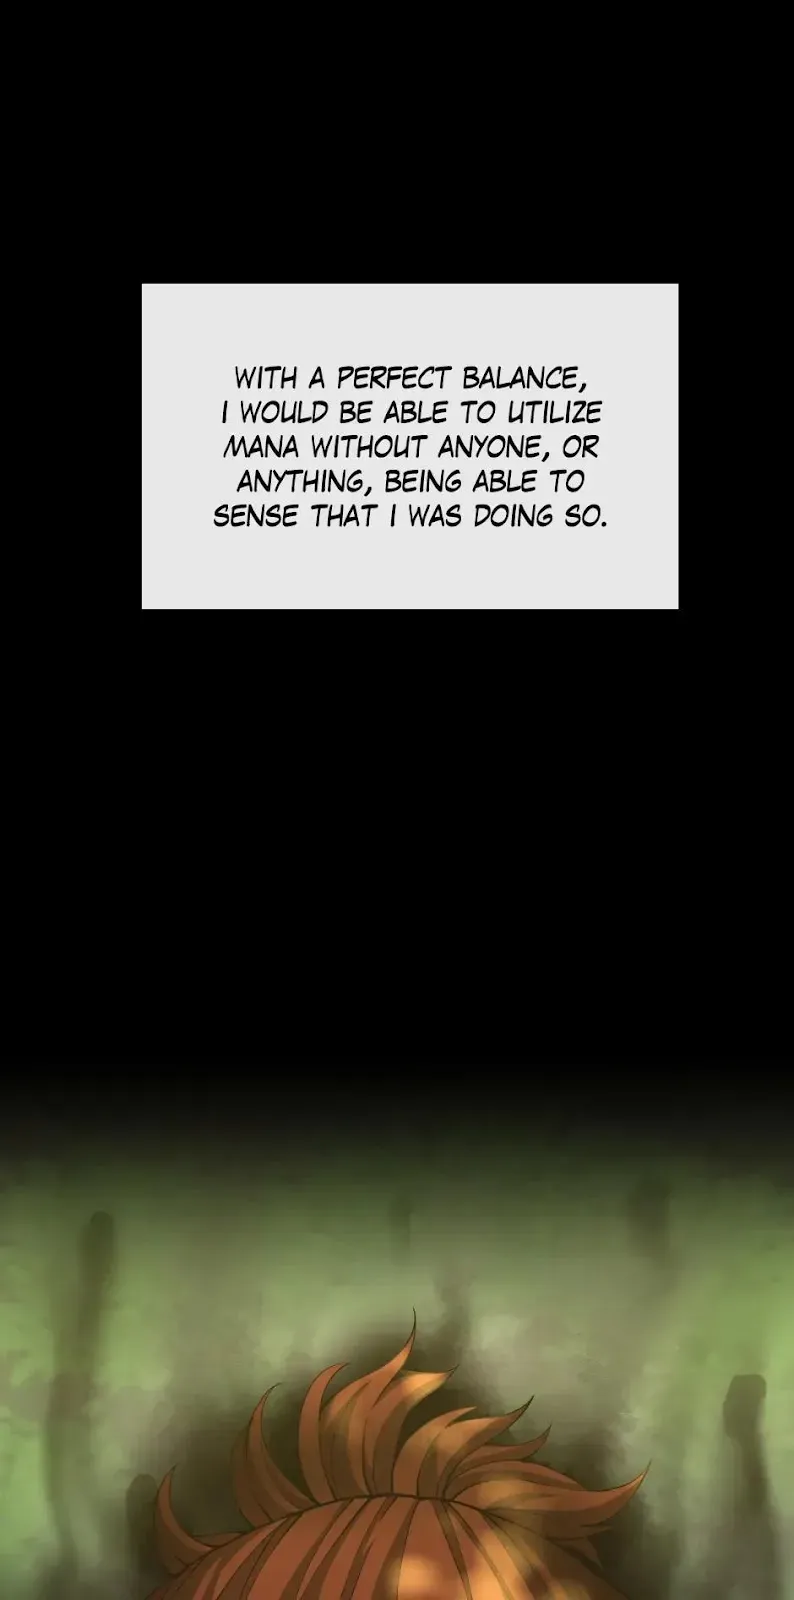 WITH A PERFECT BALANCE,
I WOULD BE ABLE TO UTILIZE
MANA WITHOUT ANYONE, OR
ANYTHING, BEING ABLE TO
SENSE THAT I WAS DOING SO.